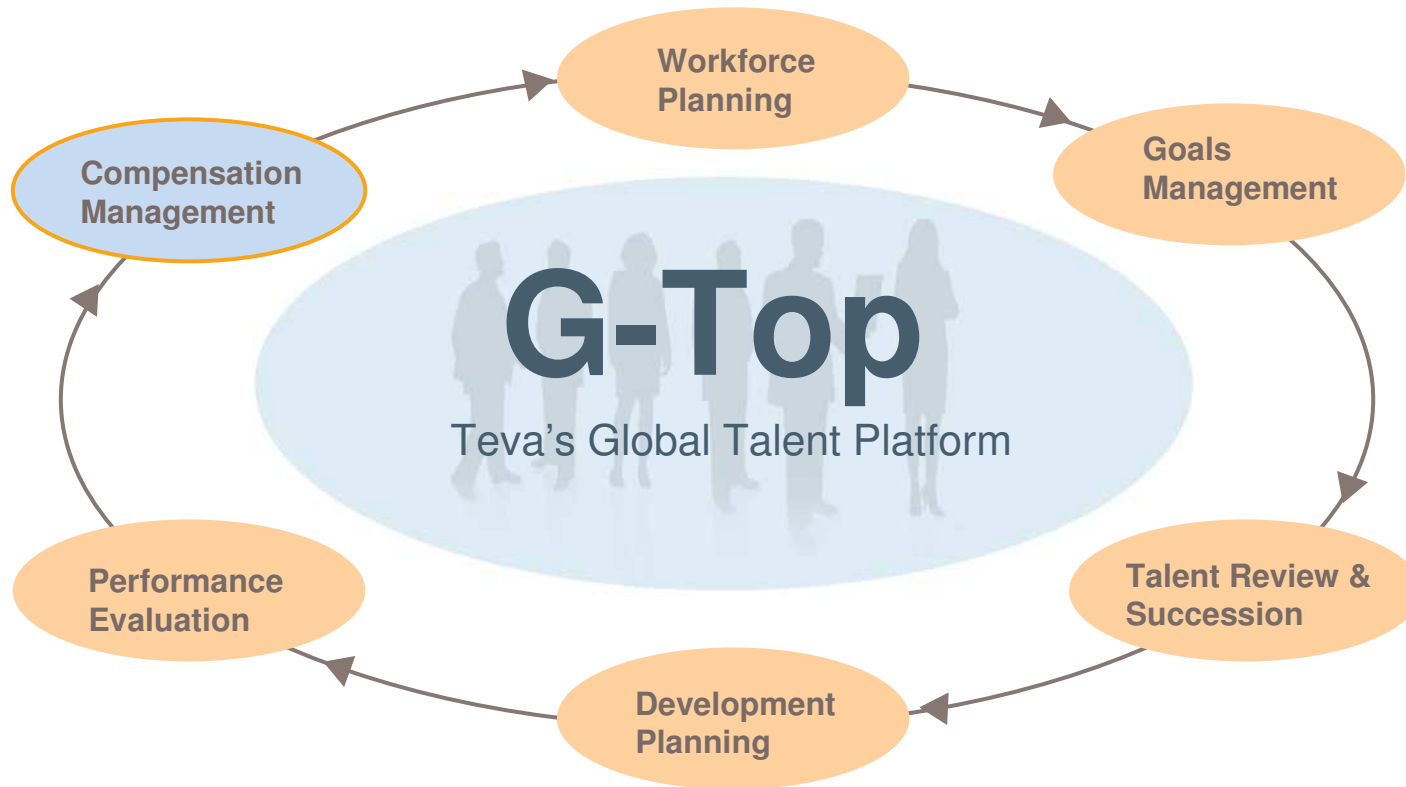 Workforce
Planning
Goals
Management
Compensation
Management
G-Top
Teva's Global Talent Platform
Talent Review &
Succession
Performance
Evaluation
Development
Planning